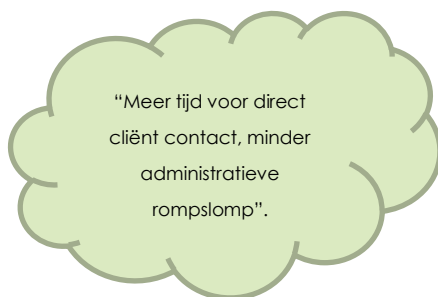 “Meer tijd voor direct
cliënt contact, minder
administratieve
rompslomp”.